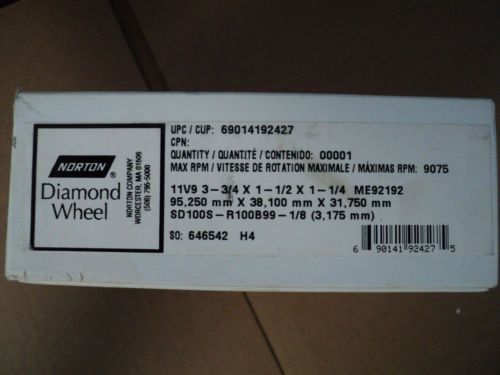 NORTON
®
Diamond
Wheel
NORTON COMPANY
WORCESTER, MA 01606
(508) 795-5000
UPC / CUP: 69014192427
CPN:
QUANTITY / QUANTITÉ / CONTENIDO: 00001
MAX RPM / VITESSE DE ROTATION MAXIMALE / MÁXIMAS RPM: 9075
11V9 3-3/4 X 1-1/2 X 1-1/4 ME92192
95,250 mm X 38,100 mm X 31,750 mm
SD100S-R100B99-1/8 (3,175 mm)
SO: 646542 H4
6 90141 92427 5